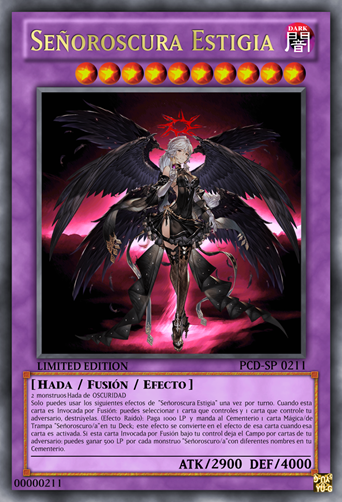 SEÑOROSCURA ESTIGIA
DARK
闇
LIMITED EDITION PCD-SP 0211
[ HADA / FUSIÓN / EFECTO ]
2 monstruos Hada de OSCURIDAD
Solo puedes usar los siguientes efectos de "Señoroscura Estigia" una vez por turno. Cuando esta
carta es Invocada por Fusión: puedes seleccionar 1 carta que controles y 1 carta que controle tu
adversario, destrúyelas. (Efecto Raído): Paga 1000 LP y manda al Cementerio 1 carta Mágica/de
Trampa "Señoroscuro/a"en tu Deck; este efecto se convierte en el efecto de esa carta cuando esa
carta es activada. Si esta carta Invocada por Fusión bajo tu control deja el Campo por cartas de tu
adversario; puedes ganar 500 LP por cada monstruo "Señoroscuro/a"con diferentes nombres en tu
Cementerio.
ATK/2900 DEF/4000
00000211